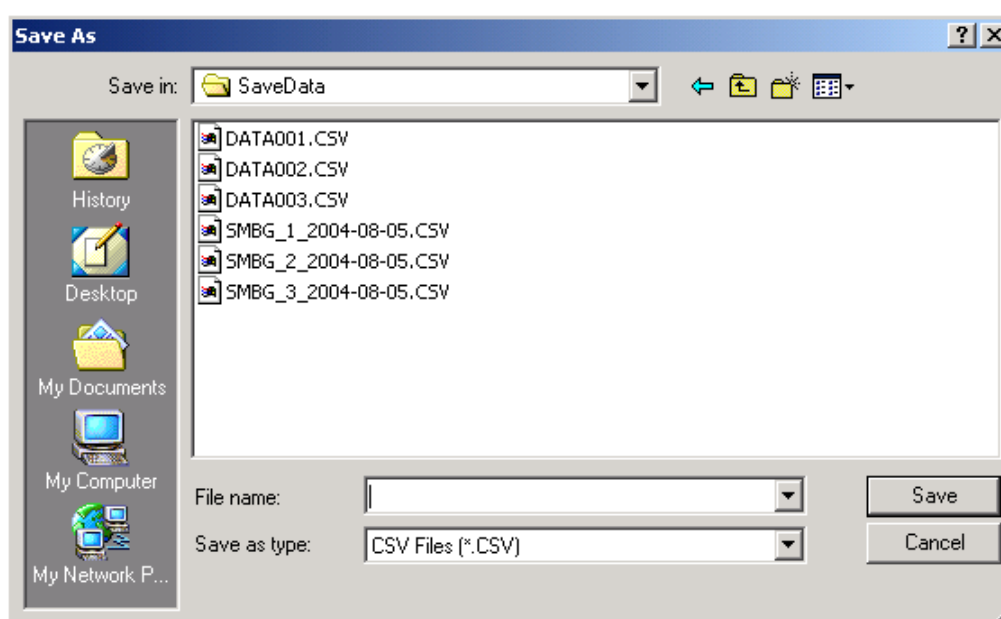 Save As
Save in: SaveData
DATA001.CSV
DATA002.CSV
DATA003.CSV
SMBG_1_2004-08-05.CSV
SMBG_2_2004-08-05.CSV
SMBG_3_2004-08-05.CSV
History
Desktop
My Documents
My Computer
My Network P...
File name:
Save
Save as type: CSV Files (*.CSV)
Cancel